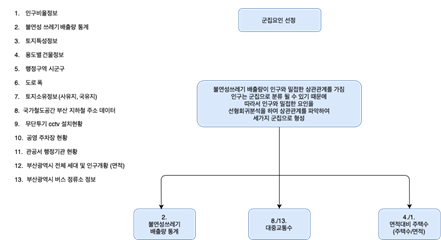 1. 인구비율정보
2. 불연성 쓰레기 배출량 통계
3. 토지특성정보
4. 용도별 건물정보
5. 행정구역 시군구
6. 도로 폭
7. 토지소유정보 (사유지, 국유지)
8. 국가철도공간 부산 지하철 주소 데이터
9. 무단투기 cctv 설치현황
10. 공영 주차장 현황
11. 관공서 행정기관 현황
12. 부산광역시 전체 세대 및 인구개황 (면적)
13. 부산광역시 버스 정류소 정보
군집요인 선정
불연성쓰레기 배출량이 인구와 밀접한 상관관계를 가짐
인구는 군집으로 분류 될 수 있기 때문에
따라서 인구와 밀접한 요인을
선형회귀분석을 하여 상관관계를 파악하여
세가지 군집으로 형성
2.
불연성쓰레기
배출량 통계
8./13.
대중교통수
4./1.
면적대비 주택수
(주택수/면적)